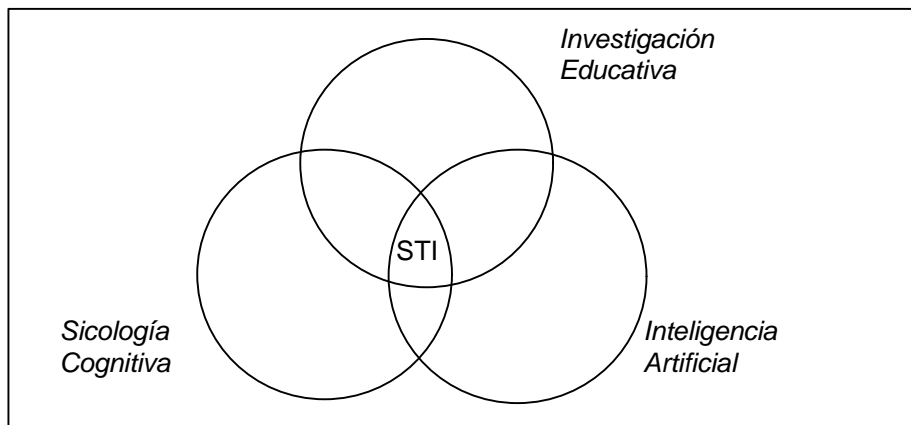 Investigación
Educativa
STI
Sicología
Cognitiva
Inteligencia
Artificial